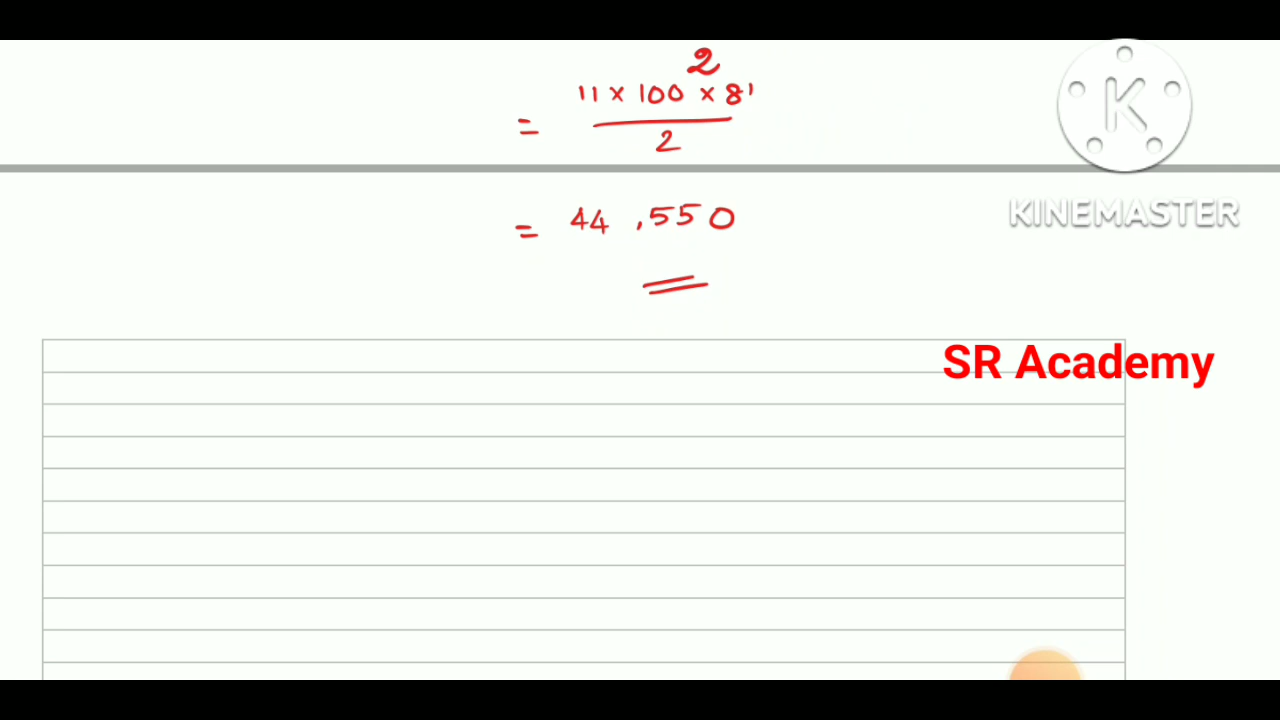 2
= 11 × 100 × 81
2
= 44,550
K
KINEMASTER
SR Academy